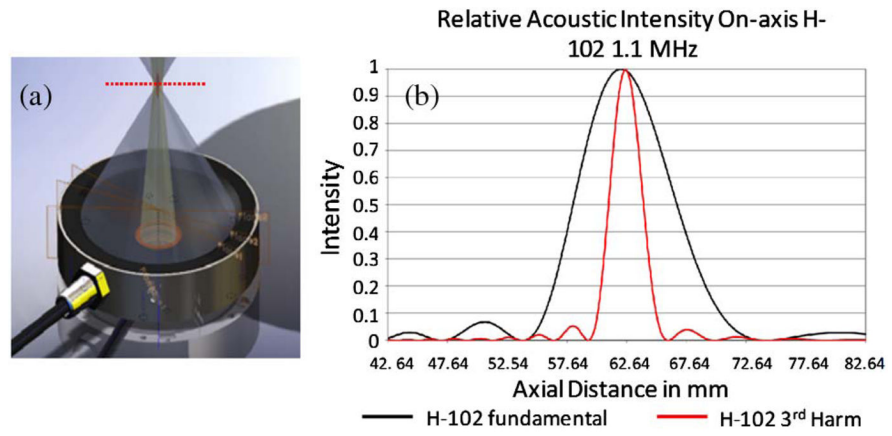 Relative Acoustic Intensity On-axis H-
102 1.1 MHz
(a)
(b)
Intensity
1
0.9
0.8
0.7
0.6
0.5
0.4
0.3
0.2
0.1
0
42. 64 47.64 52.54 57.64 62.64 67.64 72.64 77.64 82.64
Axial Distance in mm
H-102 fundamental
H-102 3rd Harm